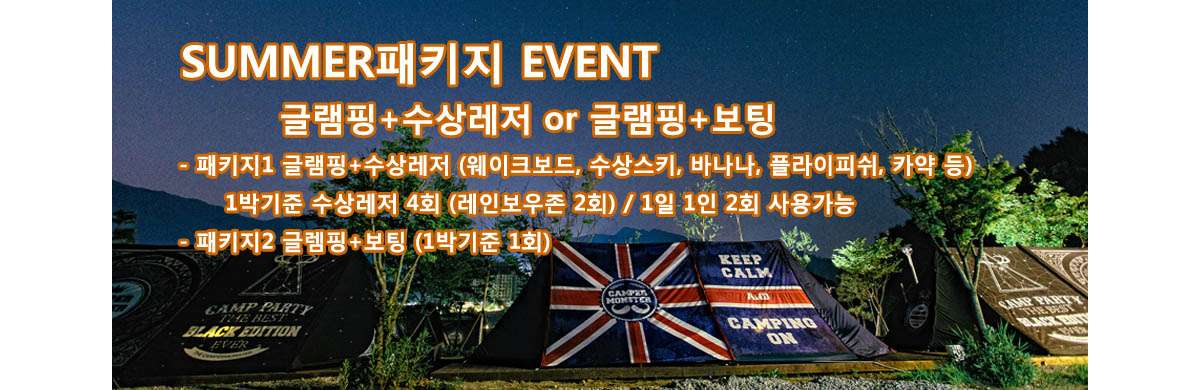 SUMMER패키지 EVENT
글램핑+수상레저 or 글램핑+보팅
- 패키지1 글램핑+수상레저 (웨이크보드, 수상스키, 바나나, 플라이피쉬, 카약 등)
1박기준 수상레저 4회 (레인보우존 2회) / 1일 1인 2회 사용가능
- 패키지2 글렘핑+보팅 (1박기준 1회)
CAMP PARTY
THE BEST
BLACK EDITION
EVER
CAMPER
MONSTER
KEEP
CALM
AND
CAMPING
ON
CAMP PARTY
THE BEST
BLACK EDITION
EVER